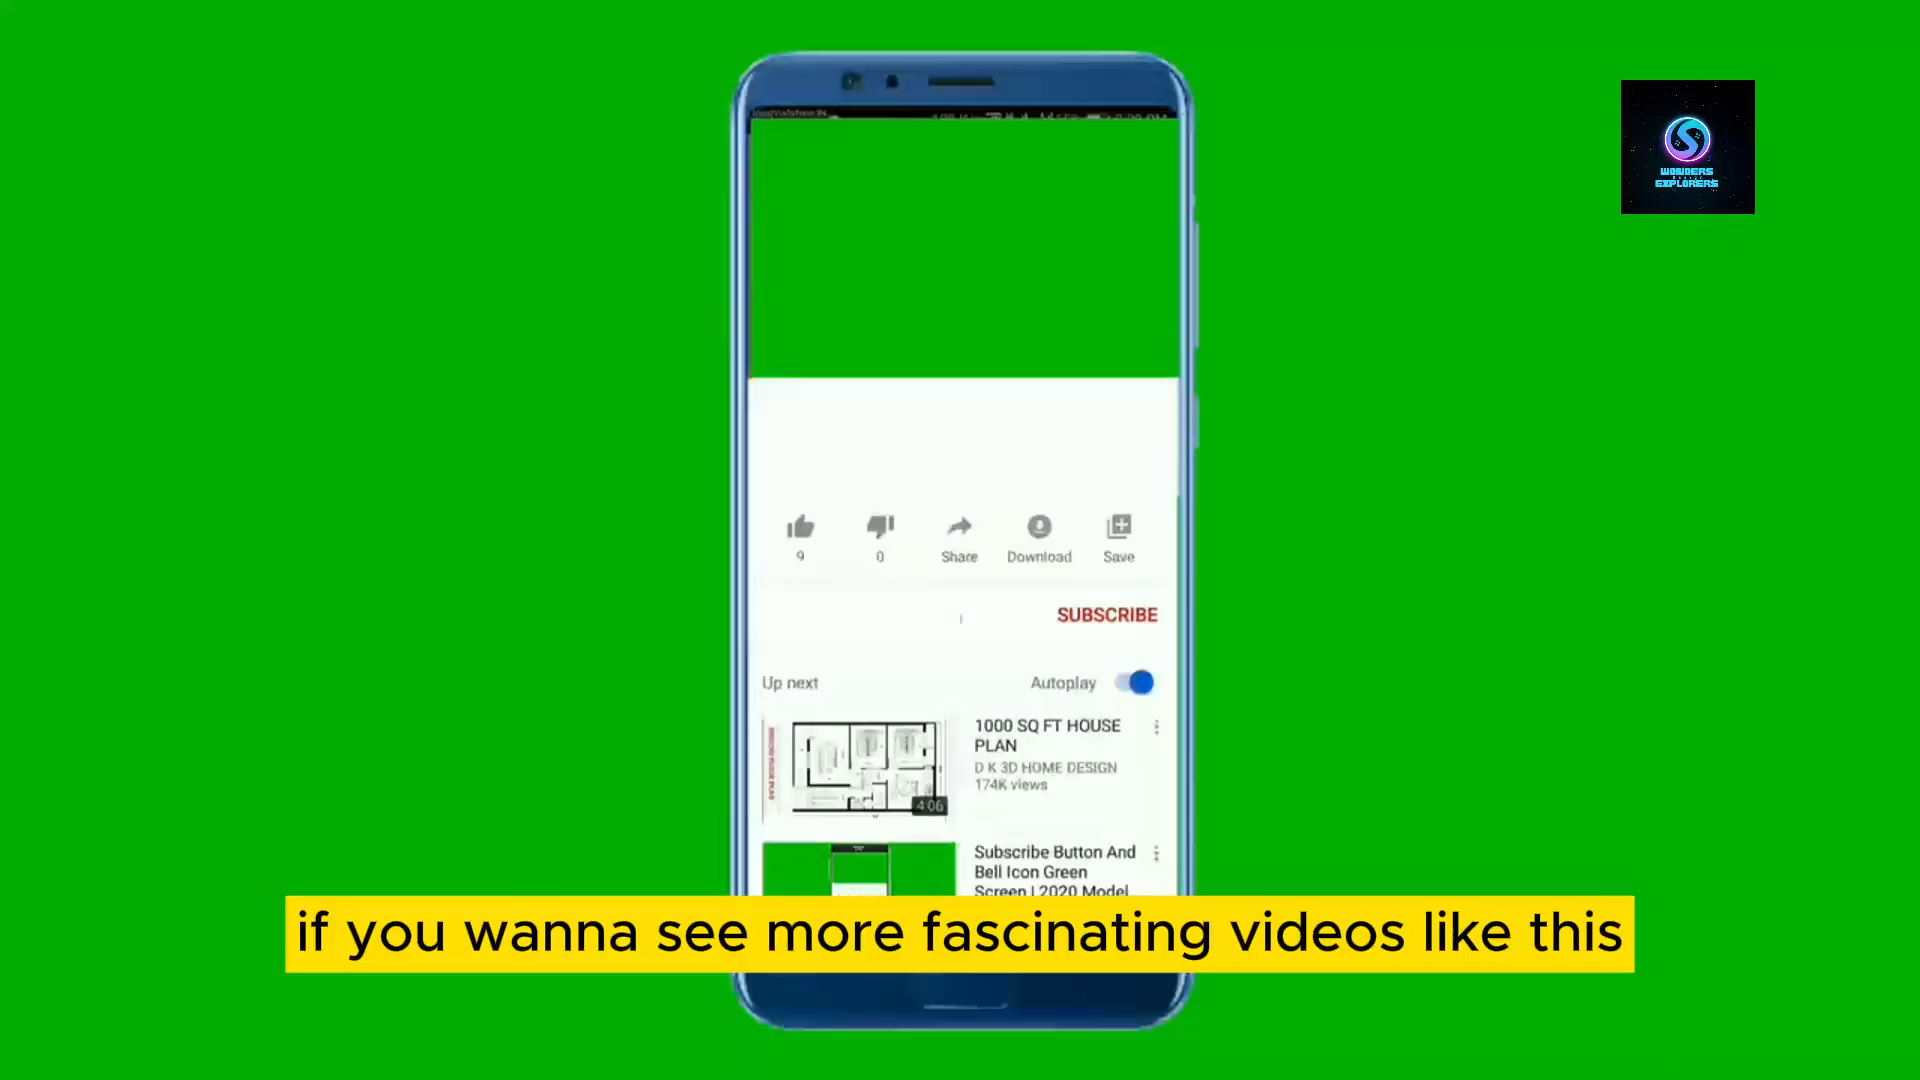 WONDERS
EXPLORERS
9
0
Share
Download
Save
SUBSCRIBE
Up next
Autoplay
1000 SQ FT HOUSE
PLAN
D K 3D HOME DESIGN
174K views
4:06
Subscribe Button And
Bell Icon Green
Screen | 2020 Model
if you wanna see more fascinating videos like this